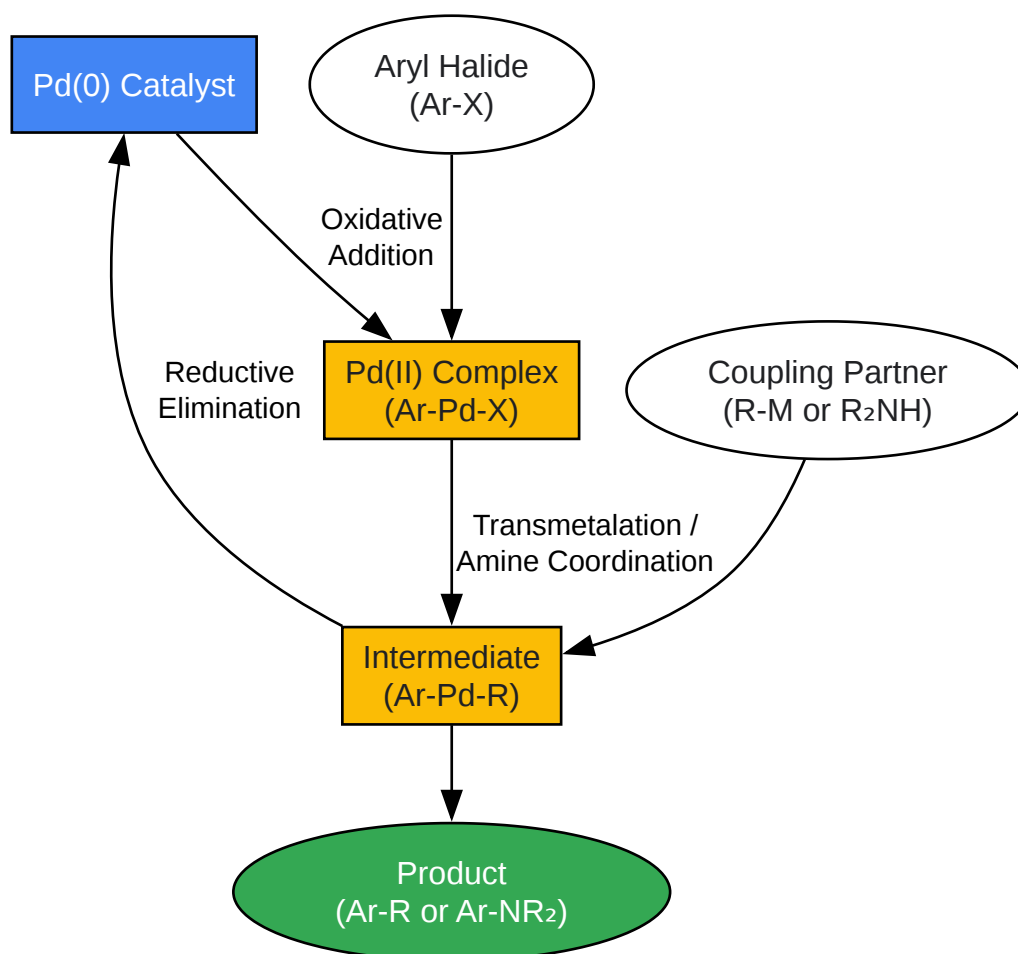 Pd(0) Catalyst
Aryl Halide
(Ar-X)
Oxidative
Addition
Reductive
Elimination
Pd(II) Complex
(Ar-Pd-X)
Coupling Partner
(R-M or R₂NH)
Transmetalation /
Amine Coordination
Intermediate
(Ar-Pd-R)
Product
(Ar-R or Ar-NR₂)